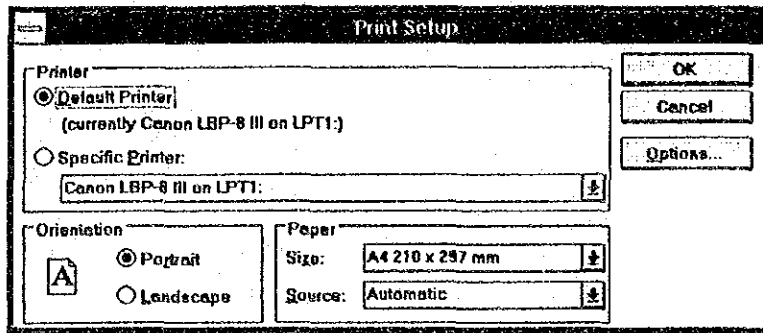 Print Setup
Printer
Default Printer
(currently Canon LBP-8 III on LPT1:)
Specific Printer:
Canon LBP-8 III on LPT1:
OK
Cancel
Options...
Orientation
A
Portrait
Landscape
Paper
Size: A4 210 x 297 mm
Source: Automatic